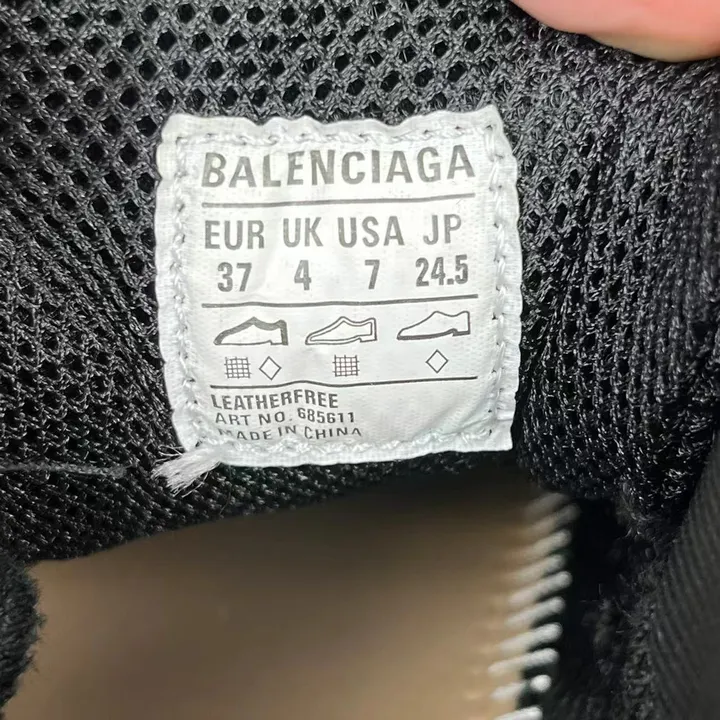 BALENCIAGA
EUR UK USA JP
37 4 7 24.5
LEATHERFREE
ART NO. 685611
MADE IN CHINA